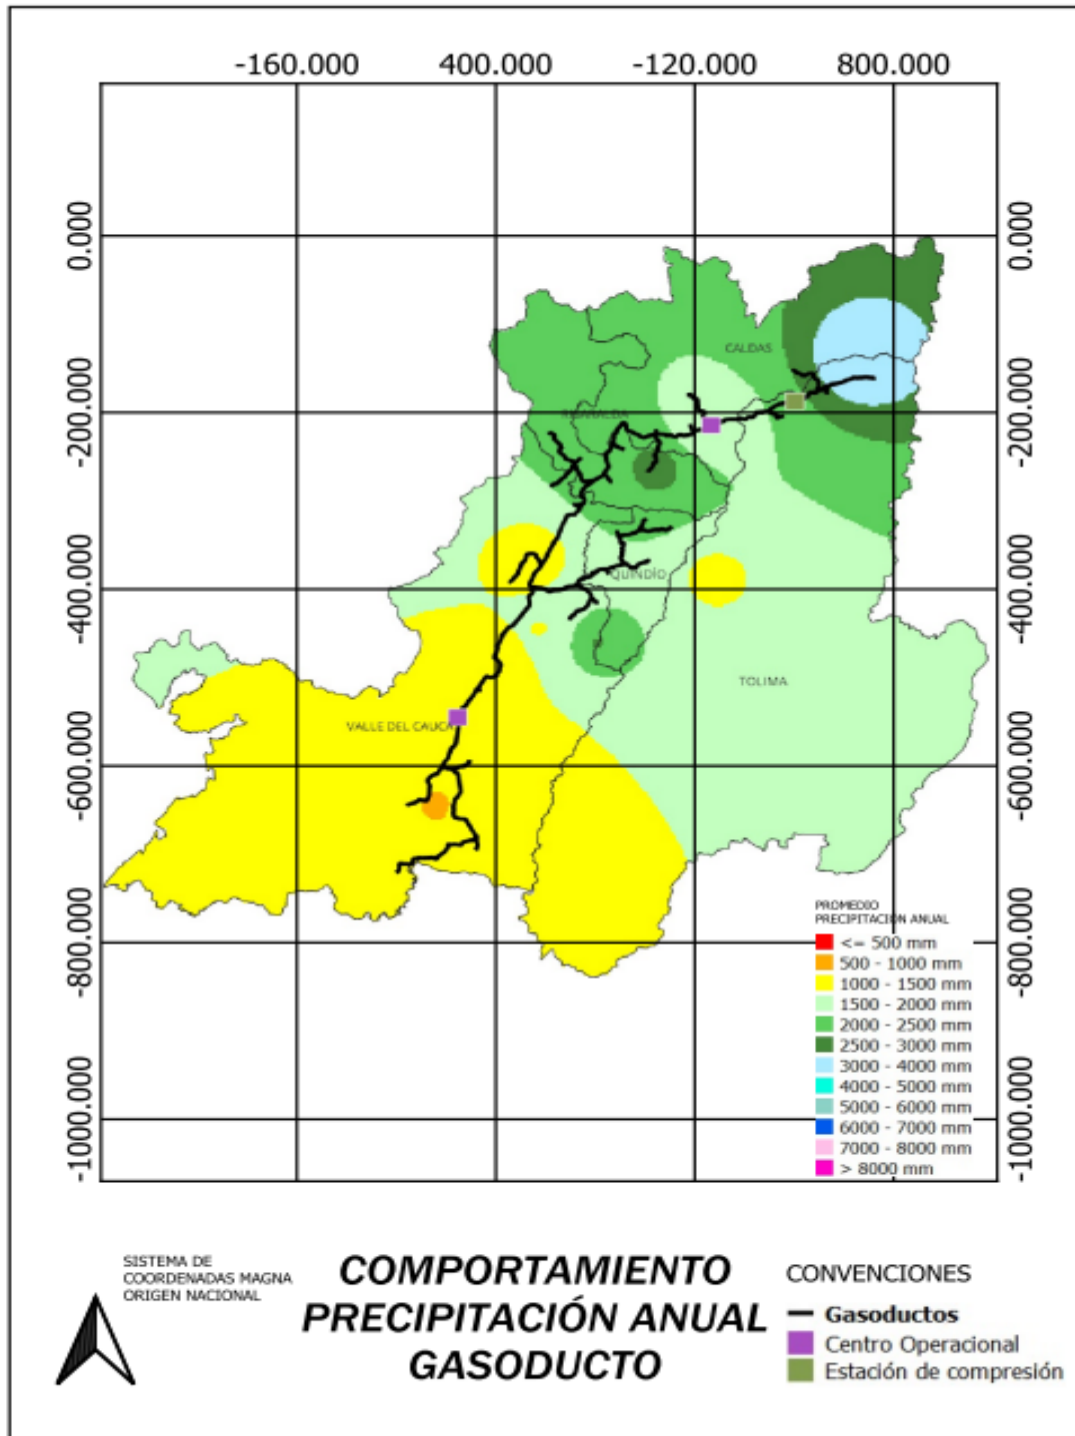 -160.000 400.000 -120.000 800.000
0.000 0.000
-200.000 -200.000
-400.000 -400.000
-600.000 -600.000
-800.000 -800.000
-1000.000 -1000.000
CALDAS
RISARALDA
QUINDÍO
TOLIMA
VALLE DEL CAUCA
PROMEDIO
PRECIPITACIÓN ANUAL
<= 500 mm
500 - 1000 mm
1000 - 1500 mm
1500 - 2000 mm
2000 - 2500 mm
2500 - 3000 mm
3000 - 4000 mm
4000 - 5000 mm
5000 - 6000 mm
6000 - 7000 mm
7000 - 8000 mm
> 8000 mm
SISTEMA DE
COORDENADAS MAGNA
ORIGEN NACIONAL
COMPORTAMIENTO
PRECIPITACIÓN ANUAL
GASODUCTO
CONVENCIONES
Gasoductos
Centro Operacional
Estación de compresión